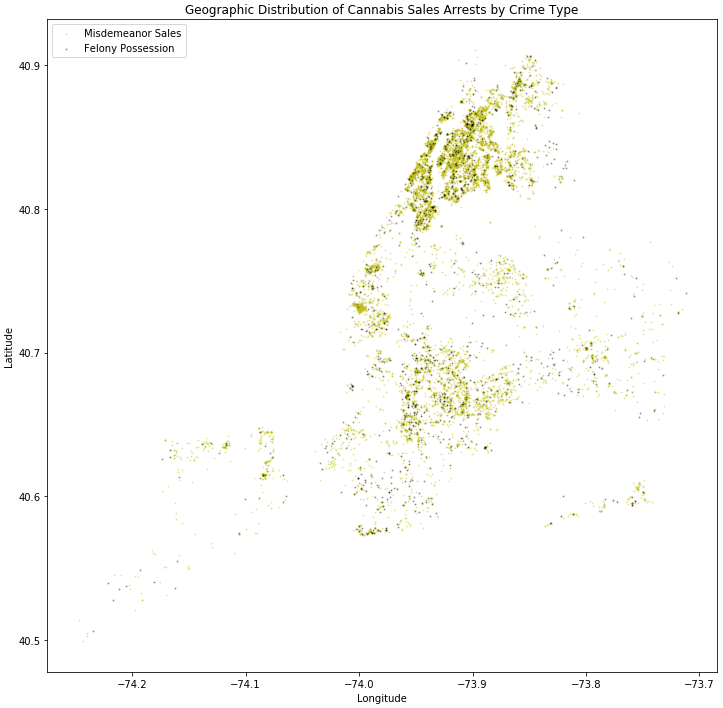 Geographic Distribution of Cannabis Sales Arrests by Crime Type
Misdemeanor Sales
Felony Possession
40.9
40.8
40.7
40.6
40.5
Latitude
−74.2
−74.1
−74.0
−73.9
−73.8
−73.7
Longitude